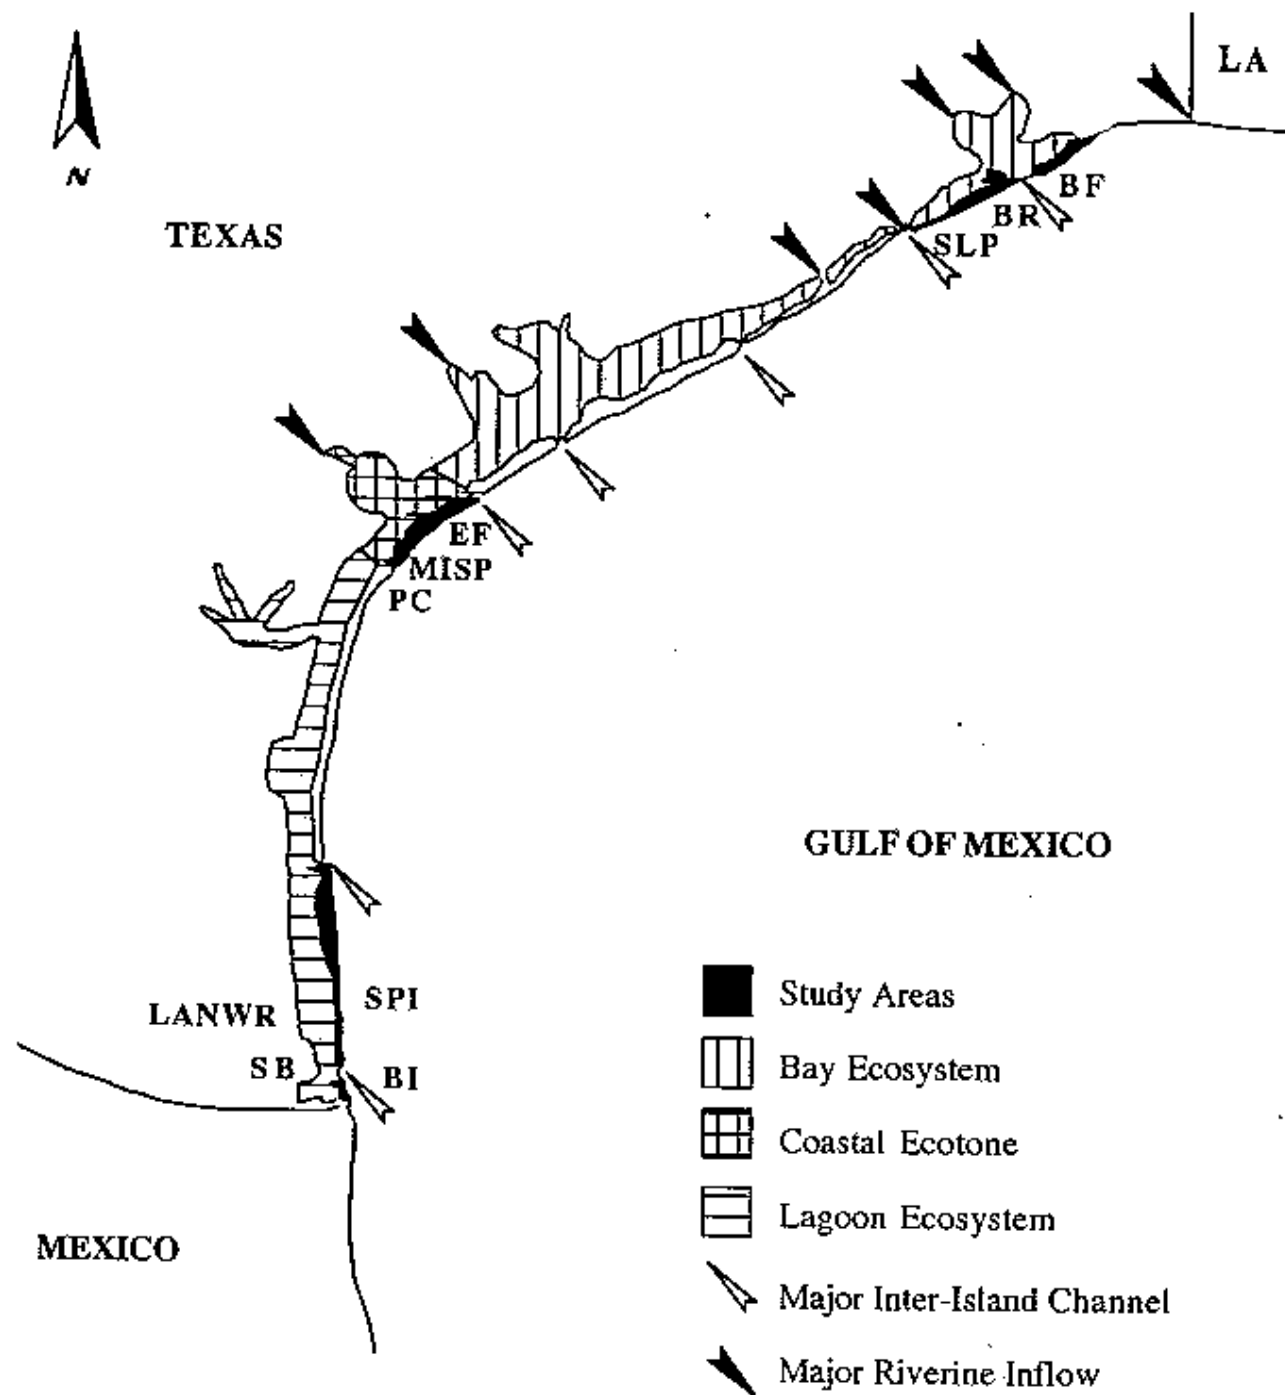 LA
N
TEXAS
BF
BR
SLP
EF
MISP
PC
GULF OF MEXICO
Study Areas
SPI
LANWR
Bay Ecosystem
SB
BI
Coastal Ecotone
Lagoon Ecosystem
MEXICO
Major Inter-Island Channel
Major Riverine Inflow